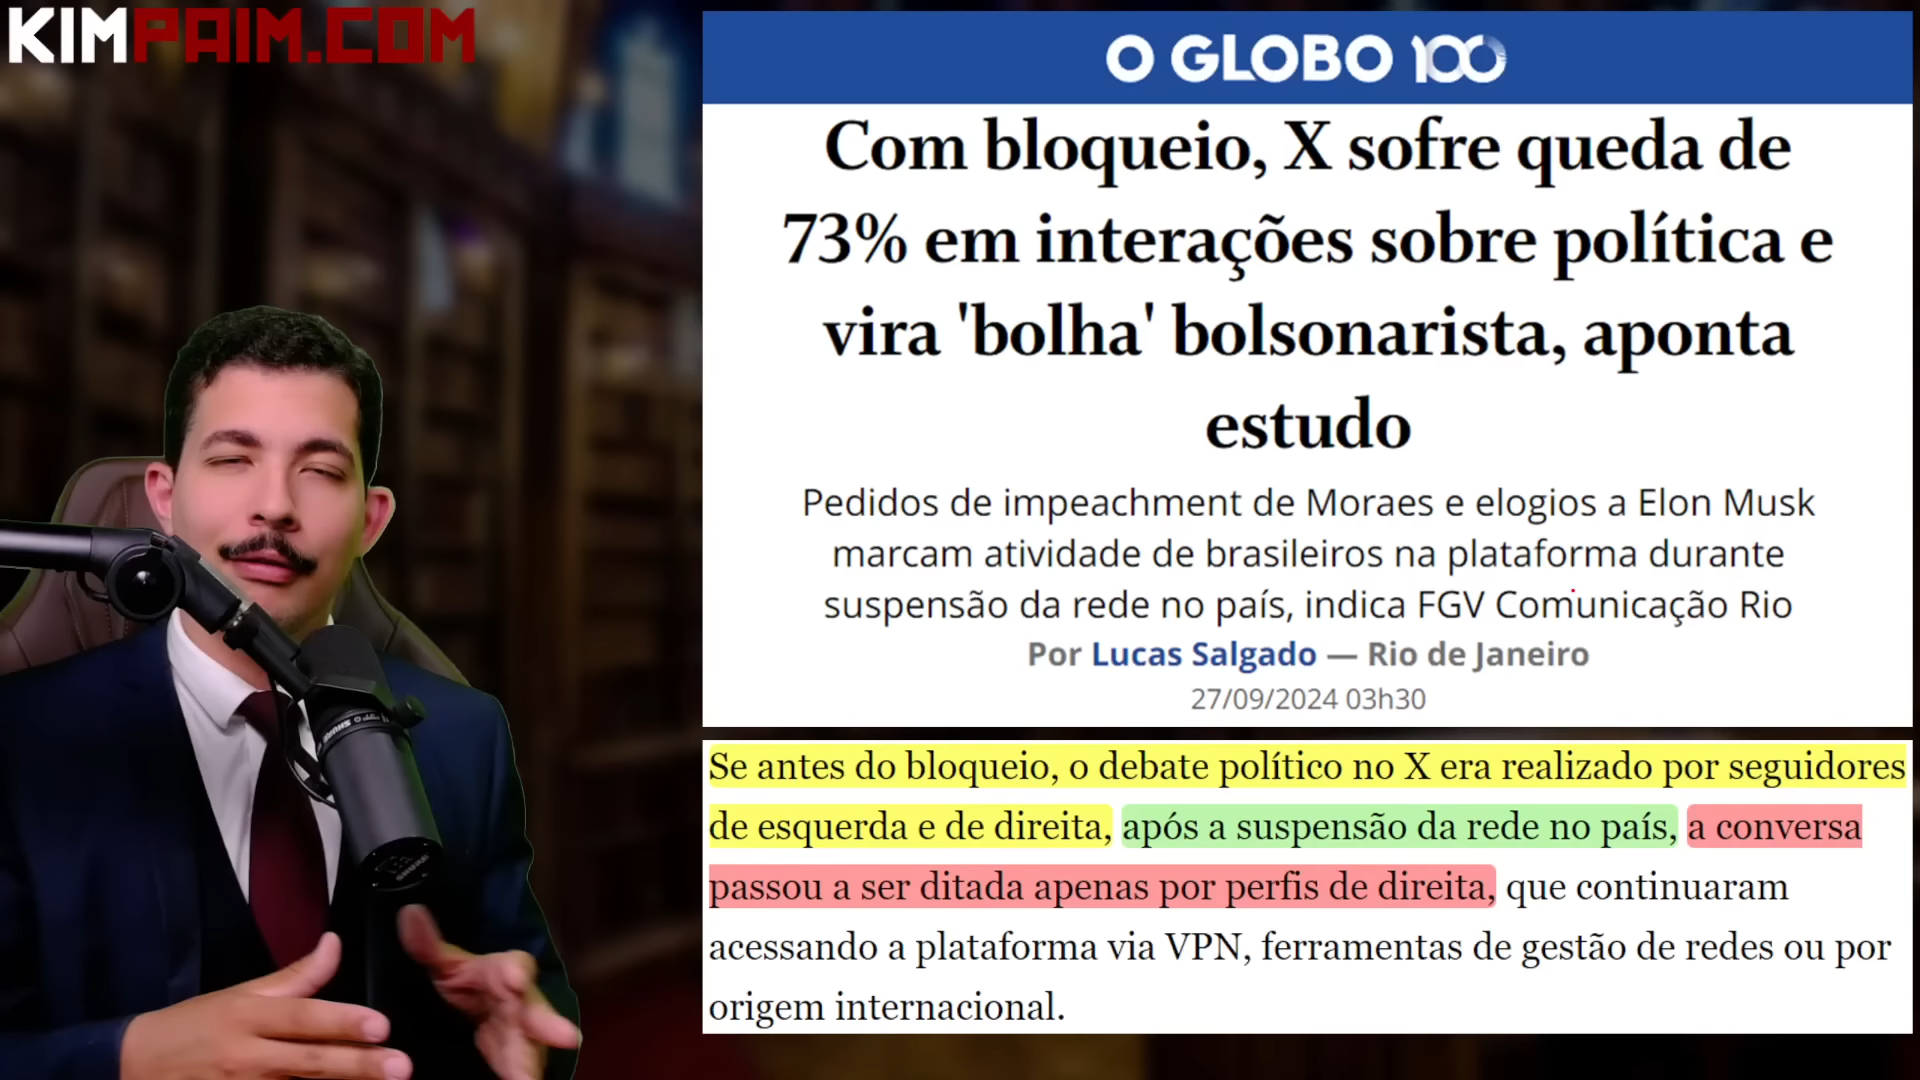 KIMPAIM.COM
O GLOBO 100
Com bloqueio, X sofre queda de
73% em interações sobre política e
vira 'bolha' bolsonarista, aponta
estudo
Pedidos de impeachment de Moraes e elogios a Elon Musk
marcam atividade de brasileiros na plataforma durante
suspensão da rede no país, indica FGV Comunicação Rio
Por Lucas Salgado — Rio de Janeiro
27/09/2024 03h30
Se antes do bloqueio, o debate político no X era realizado por seguidores
de esquerda e de direita, após a suspensão da rede no país, a conversa
passou a ser ditada apenas por perfis de direita, que continuaram
acessando a plataforma via VPN, ferramentas de gestão de redes ou por
origem internacional.
SHURE
SHURE